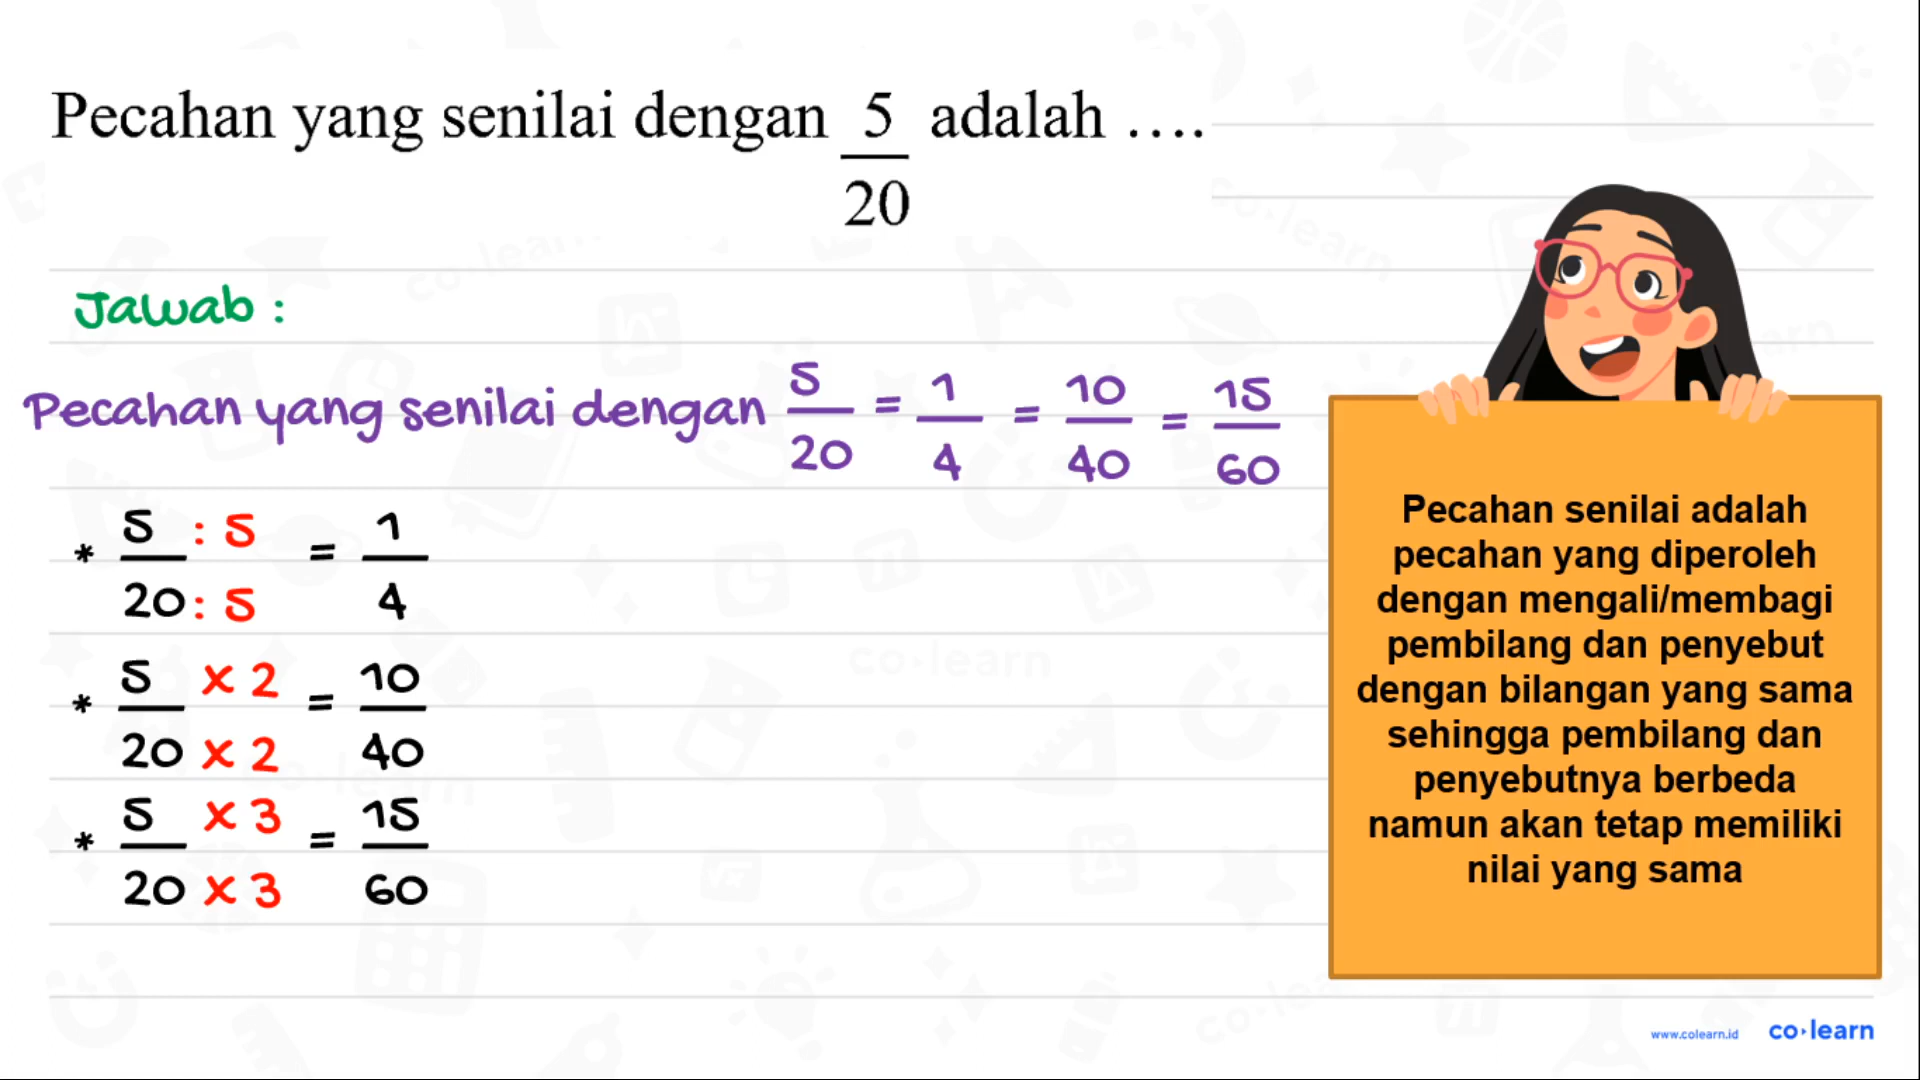 Pecahan yang senilai dengan 5/20 adalah ....
Jawab :
Pecahan yang senilai dengan 5/20 = 1/4 = 10/40 = 15/60
* 5 : 5 / 20 : 5 = 1/4
* 5 x 2 / 20 x 2 = 10/40
* 5 x 3 / 20 x 3 = 15/60
Pecahan senilai adalah
pecahan yang diperoleh
dengan mengali/membagi
pembilang dan penyebut
dengan bilangan yang sama
sehingga pembilang dan
penyebutnya berbeda
namun akan tetap memiliki
nilai yang sama
www.colearn.id
co·learn